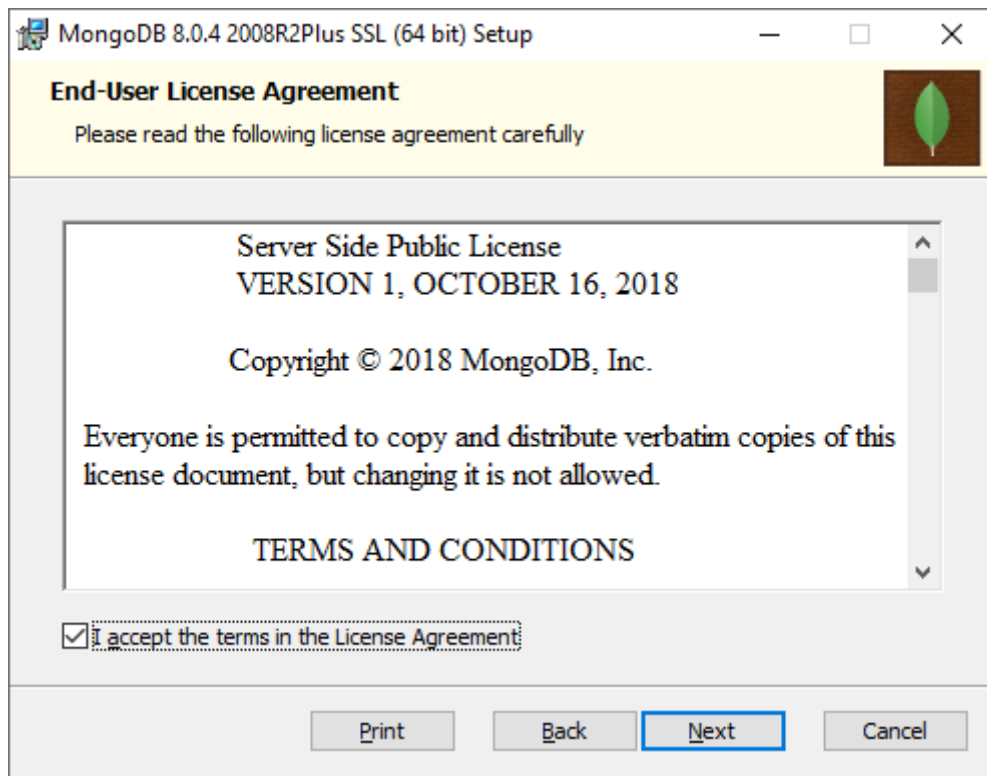 MongoDB 8.0.4 2008R2Plus SSL (64 bit) Setup
End-User License Agreement
Please read the following license agreement carefully
Server Side Public License
VERSION 1, OCTOBER 16, 2018
Copyright © 2018 MongoDB, Inc.
Everyone is permitted to copy and distribute verbatim copies of this
license document, but changing it is not allowed.
TERMS AND CONDITIONS
I accept the terms in the License Agreement
Print Back Next Cancel